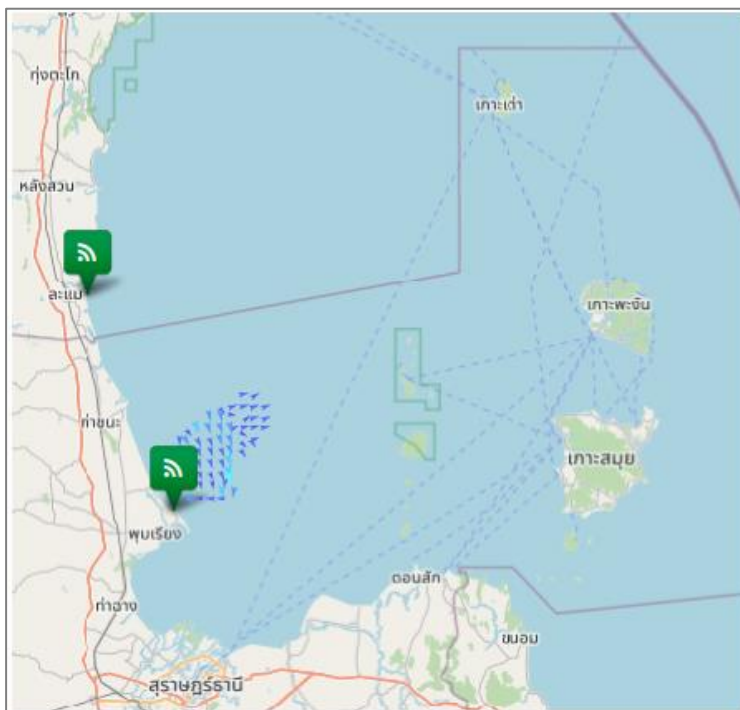 ทุ่งตะโก
เกาะเต่า
หลังสวน
ละแม
เกาะพะงัน
ท่าชนะ
เกาะสมุย
พุมเรียง
ดอนสัก
ท่าฉาง
ขนอม
สุราษฎร์ธานี